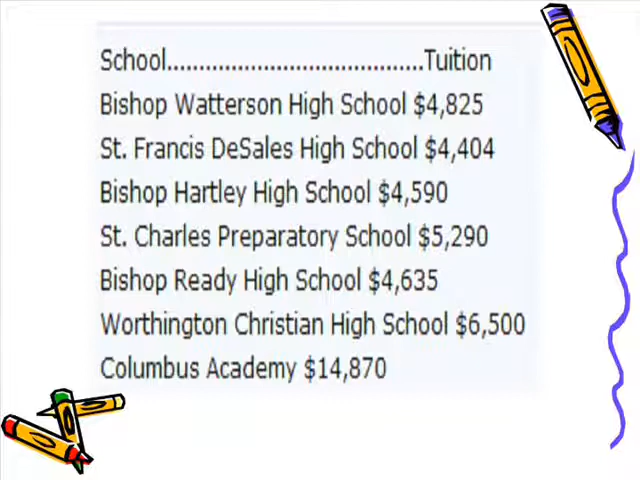 School........................................Tuition
Bishop Watterson High School $4,825
St. Francis DeSales High School $4,404
Bishop Hartley High School $4,590
St. Charles Preparatory School $5,290
Bishop Ready High School $4,635
Worthington Christian High School $6,500
Columbus Academy $14,870